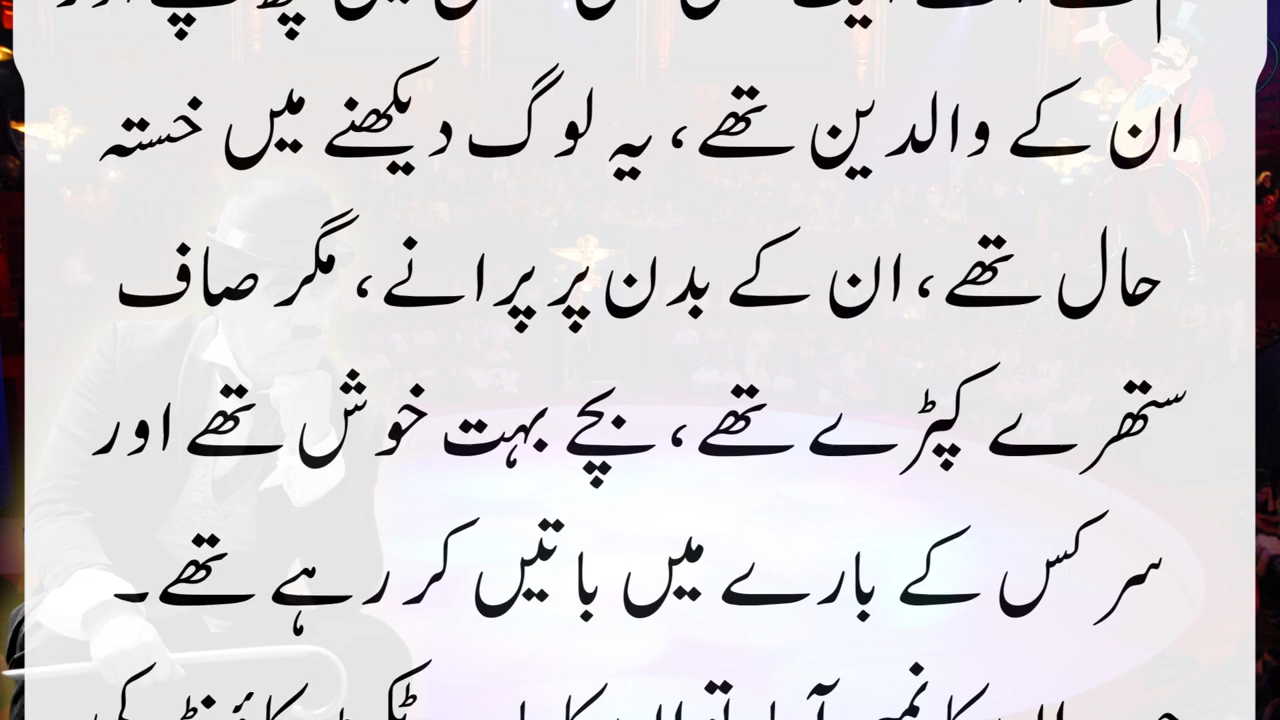 ان کے والدین تھے، یہ لوگ دیکھنے میں خستہ
حال تھے، ان کے بدن پر پرانے، مگر صاف
ستھرے کپڑے تھے، بچے بہت خوش تھے اور
سرکس کے بارے میں باتیں کر رہے تھے۔